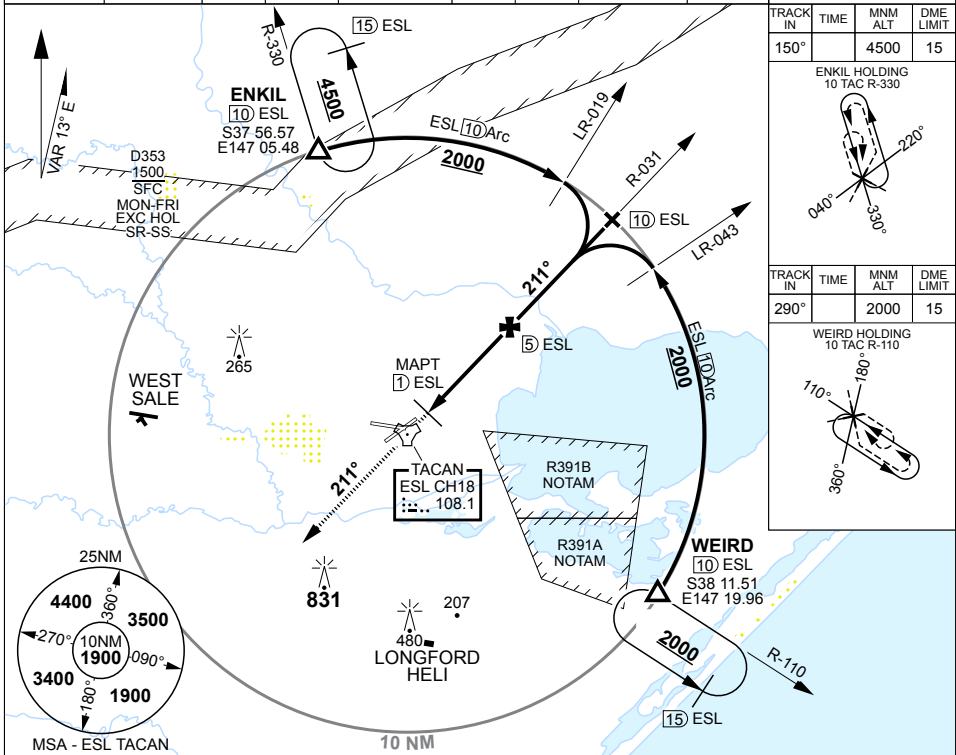 15 ESL
R-330
4500
ENKIL
10 ESL
S37 56.57
E147 05.48
VAR 13° E
D353
1500
SFC
MON-FRI
EXC HOL
SR-SS
ESL 10 Arc
2000
LR-019
R-031
10 ESL
LR-043
211°
5 ESL
ESL 10 Arc
2000
265
WEST
SALE
MAPT
1 ESL
TACAN
ESL CH18
108.1
211°
R391B
NOTAM
R391A
NOTAM
WEIRD
10 ESL
S38 11.51
E147 19.96
2000
R-110
15 ESL
831
207
480
LONGFORD
HELI
10 NM
25NM
4400
360°
3500
270°
10NM
1900
090°
3400
180°
1900
MSA - ESL TACAN
TRACK IN
TIME
MNM ALT
DME LIMIT
150°
4500
15
ENKIL HOLDING
10 TAC R-330
220°
040°
330°
TRACK IN
TIME
MNM ALT
DME LIMIT
290°
2000
15
WEIRD HOLDING
10 TAC R-110
180°
110°
360°